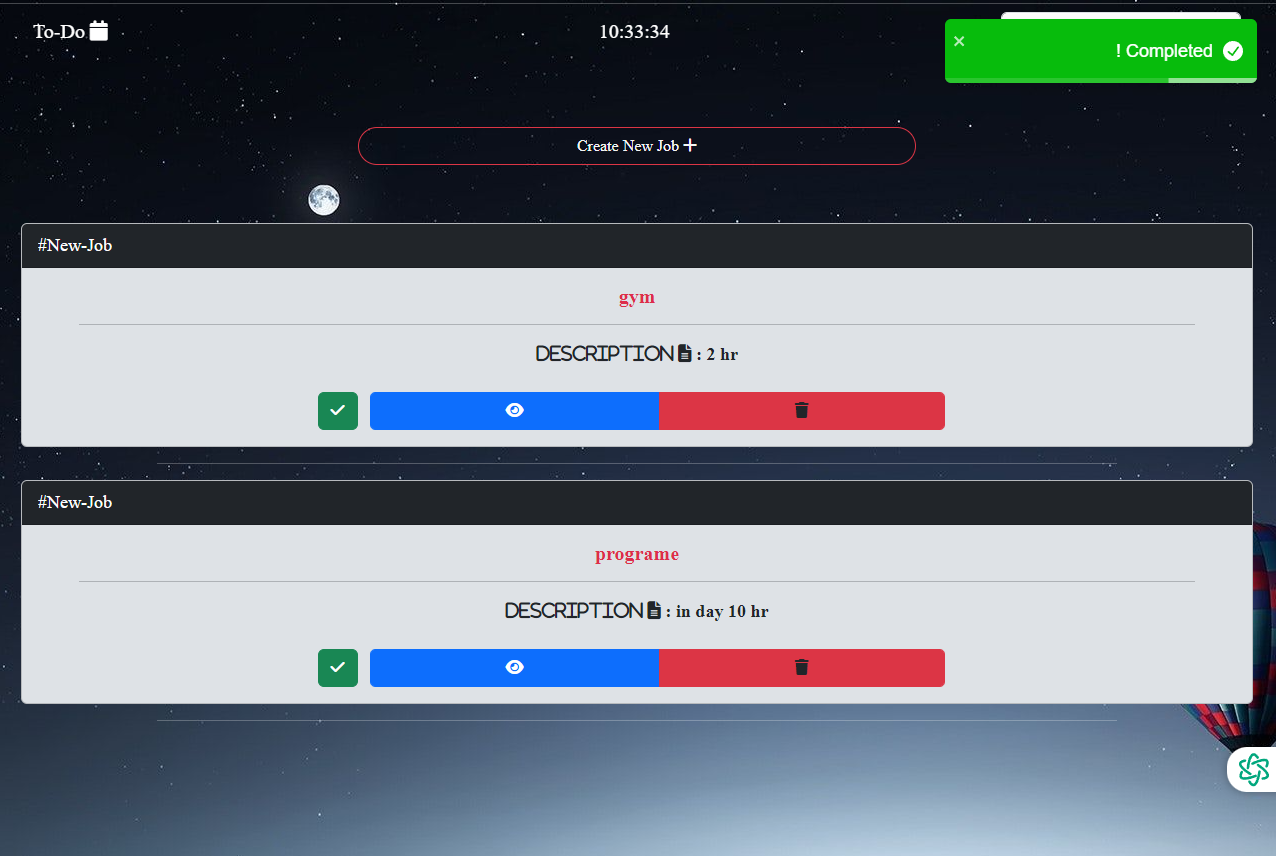 To-Do
10:33:34
! Completed
Create New Job +
#New-Job
gym
DESCRIPTION : 2 hr
#New-Job
programe
DESCRIPTION : in day 10 hr